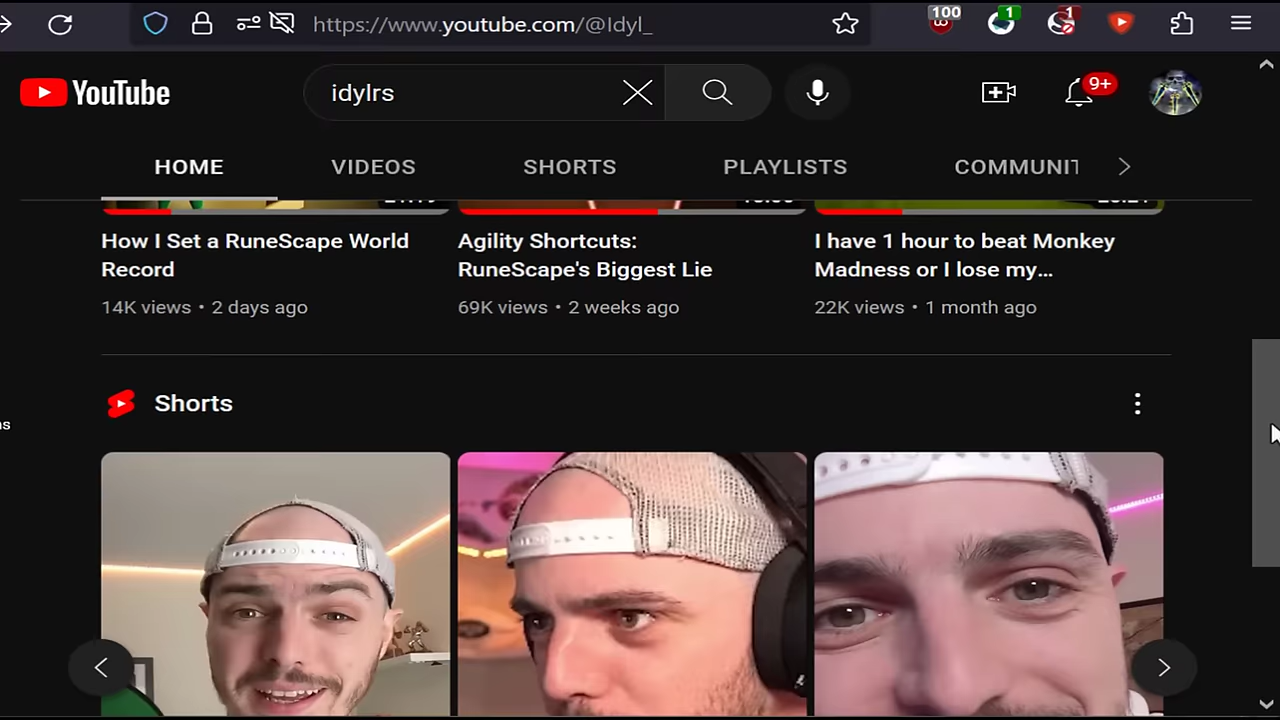 100
1
1
https://www.youtube.com/@Idyl_
YouTube
idylrs
9+
HOME VIDEOS SHORTS PLAYLISTS COMMUNIT
How I Set a RuneScape World
Record
14K views • 2 days ago
Agility Shortcuts:
RuneScape's Biggest Lie
69K views • 2 weeks ago
I have 1 hour to beat Monkey
Madness or I lose my...
22K views • 1 month ago
Shorts